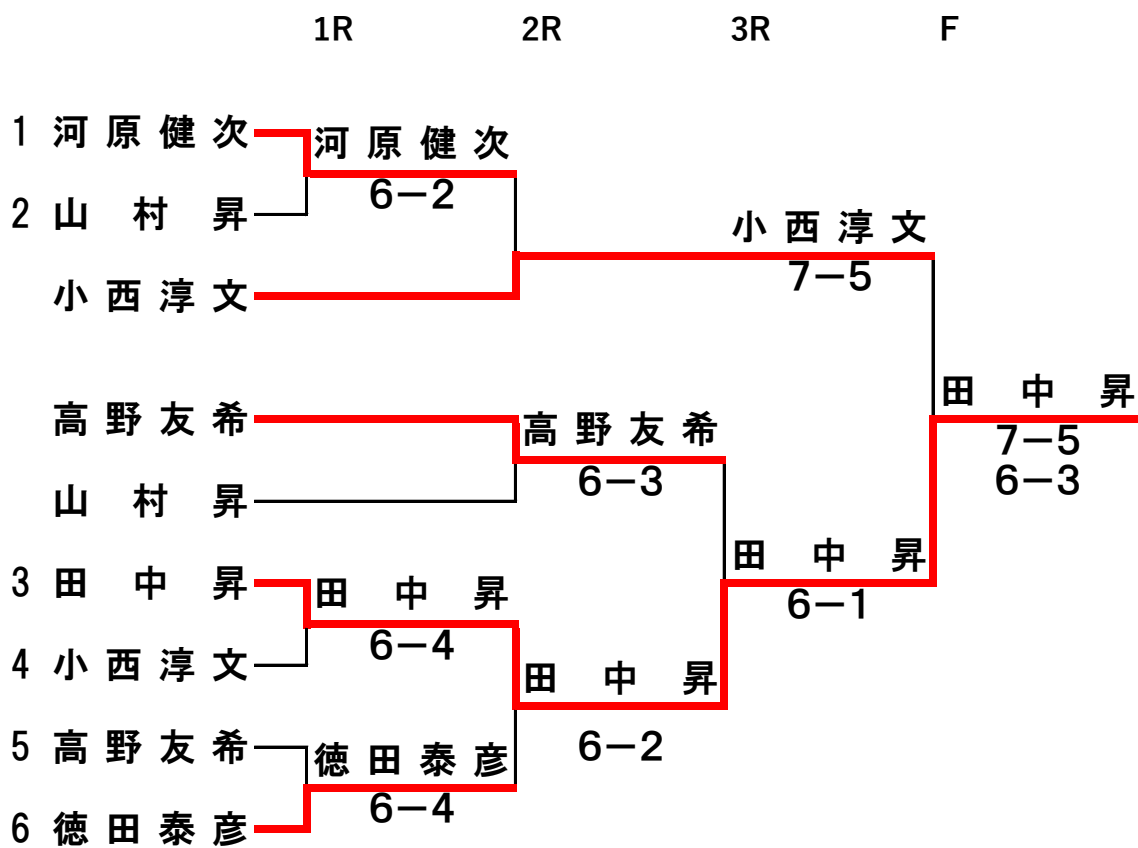 1R 2R 3R F
1 河原健次
河原健次
6-2
2 山村昇
小西淳文
7-5
小西淳文
田中昇
7-5
6-3
高野友希
高野友希
6-3
山村昇
田中昇
6-1
3 田中昇
田中昇
6-4
4 小西淳文
田中昇
6-2
5 高野友希
徳田泰彦
6-4
6 徳田泰彦